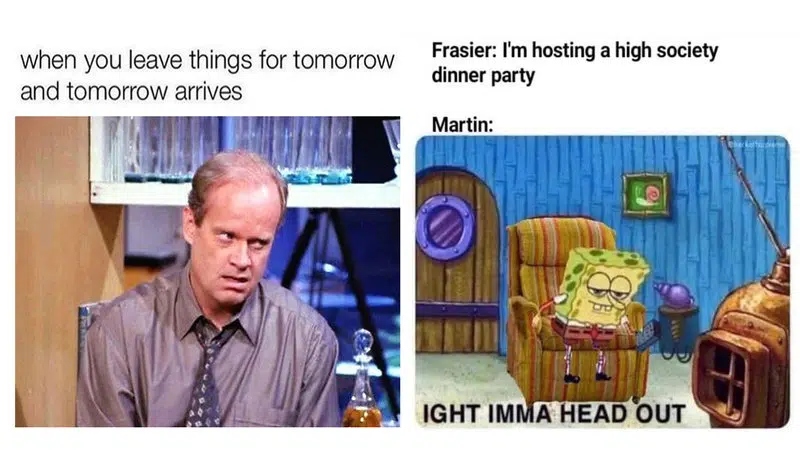 when you leave things for tomorrow
and tomorrow arrives
Frasier: I'm hosting a high society
dinner party
Martin:
IGHT IMMA HEAD OUT